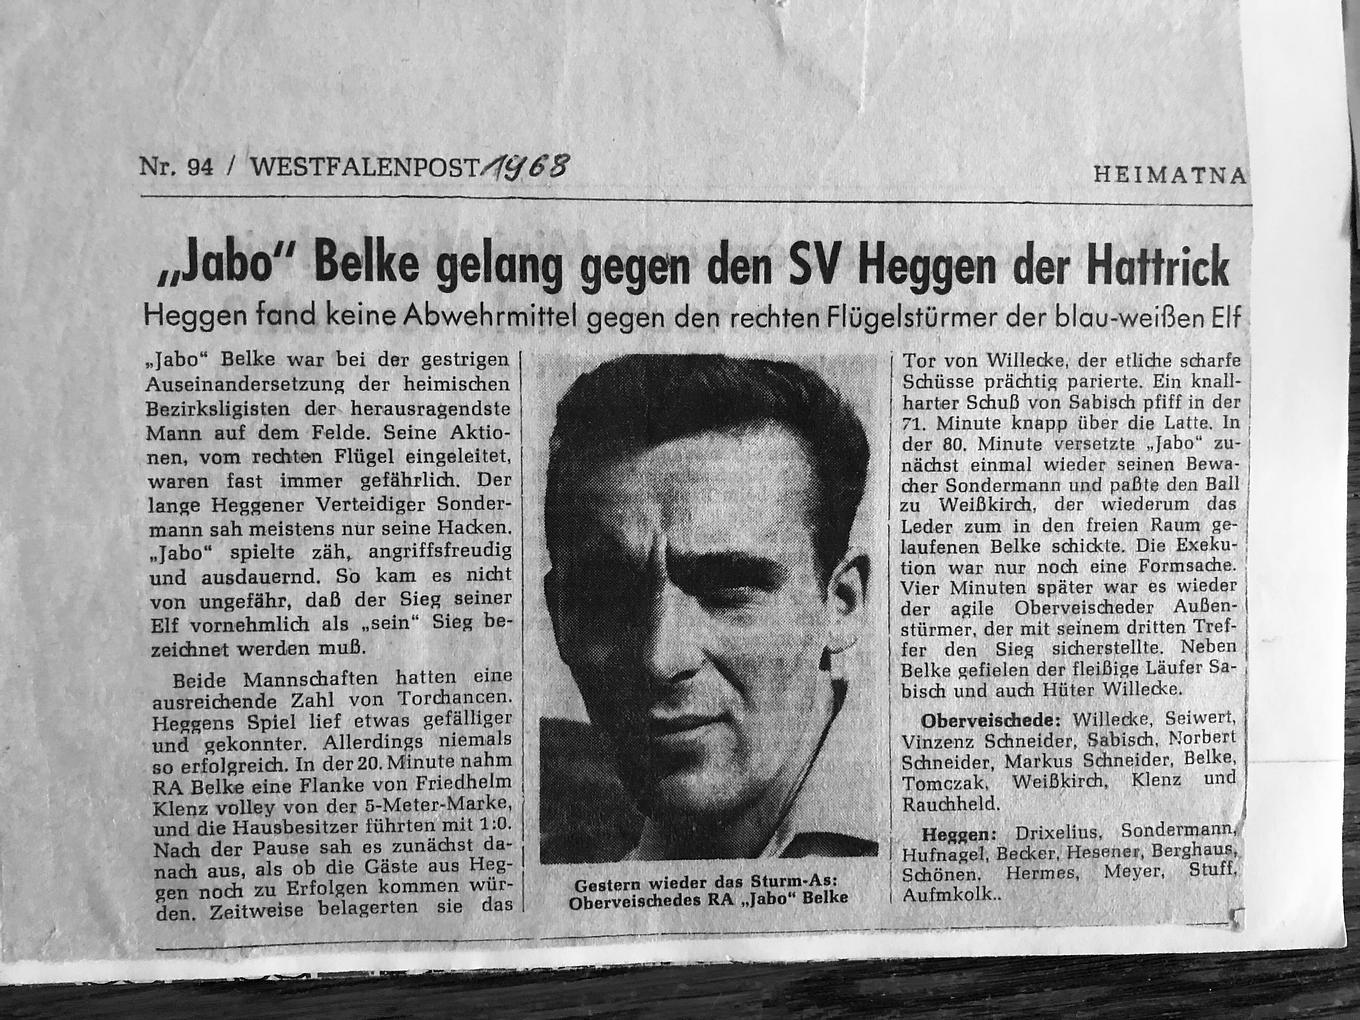 Nr. 94 / WESTFALENPOST 1968
HEIMATNA
„Jabo“ Belke gelang gegen den SV Heggen der Hattrick
Heggen fand keine Abwehrmittel gegen den rechten Flügelstürmer der blau-weißen Elf
„Jabo“ Belke war bei der gestrigen
Auseinandersetzung der heimischen
Bezirksligisten der herausragendste
Mann auf dem Felde. Seine Aktio-
nen, vom rechten Flügel eingeleitet,
waren fast immer gefährlich. Der
lange Heggener Verteidiger Sonder-
mann sah meistens nur seine Hacken.
„Jabo“ spielte zäh, angriffsfreudig
und ausdauernd. So kam es nicht
von ungefähr, daß der Sieg seiner
Elf vornehmlich als „sein“ Sieg be-
zeichnet werden muß.
Beide Mannschaften hatten eine
ausreichende Zahl von Torchancen.
Heggens Spiel lief etwas gefälliger
und gekonnter. Allerdings niemals
so erfolgreich. In der 20. Minute nahm
RA Belke eine Flanke von Friedhelm
Klenz volley von der 5-Meter-Marke,
und die Hausbesitzer führten mit 1:0.
Nach der Pause sah es zunächst da-
nach aus, als ob die Gäste aus Heg-
gen noch zu Erfolgen kommen wür-
den. Zeitweise belagerten sie das
Gestern wieder das Sturm-As:
Oberveischedes RA „Jabo“ Belke
Tor von Willecke, der etliche scharfe
Schüsse prächtig parierte. Ein knall-
harter Schuß von Sabisch pfiff in der
71. Minute knapp über die Latte. In
der 80. Minute versetzte „Jabo“ zu-
nächst einmal wieder seinen Bewa-
cher Sondermann und paßte den Ball
zu Weißkirch, der wiederum das
Leder zum in den freien Raum ge-
laufenen Belke schickte. Die Exeku-
tion war nur noch eine Formsache.
Vier Minuten später war es wieder
der agile Oberveischeder Außen-
stürmer, der mit seinem dritten Tref-
fer den Sieg sicherstellte. Neben
Belke gefielen der fleißige Läufer Sa-
bisch und auch Hüter Willecke.
Oberveischede: Willecke, Seiwert,
Vinzenz Schneider, Sabisch, Norbert
Schneider, Markus Schneider, Belke,
Tomczak, Weißkirch, Klenz und
Rauchheld.
Heggen: Drixelius, Sondermann,
Hufnagel, Becker, Hesener, Berghaus,
Schönen, Hermes, Meyer, Stuff,
Aufmkolk..